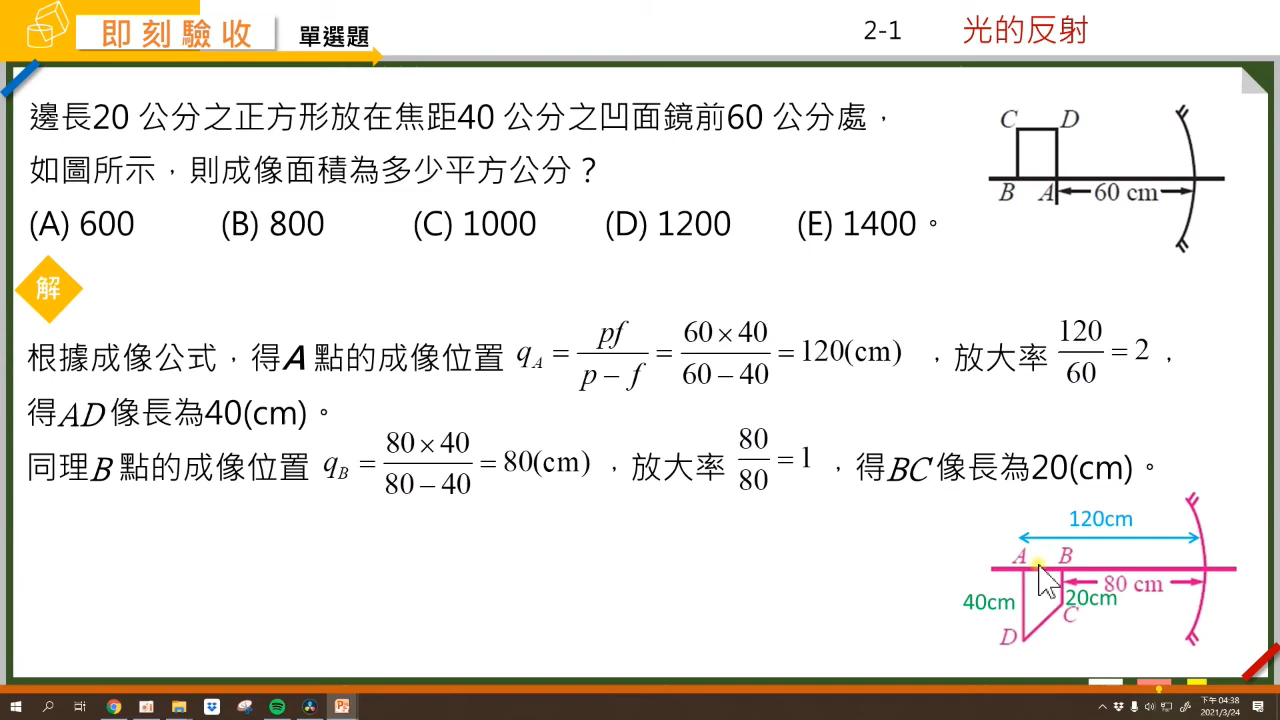 即刻驗收 單選題 2-1 光的反射
邊長20 公分之正方形放在焦距40 公分之凹面鏡前60 公分處，
如圖所示，則成像面積為多少平方公分？
(A) 600 (B) 800 (C) 1000 (D) 1200 (E) 1400。
C D
B A 60 cm
解
根據成像公式，得A 點的成像位置 q_A = pf/(p − f) = (60 × 40)/(60 − 40) = 120(cm) ，放大率 120/60 = 2，
得AD 像長為40(cm)。
同理B 點的成像位置 q_B = (80 × 40)/(80 − 40) = 80(cm)，放大率 80/80 = 1，得BC 像長為20(cm)。
120cm
A B
80 cm
40cm 20cm
C
D
下午 04:38
2021/3/24